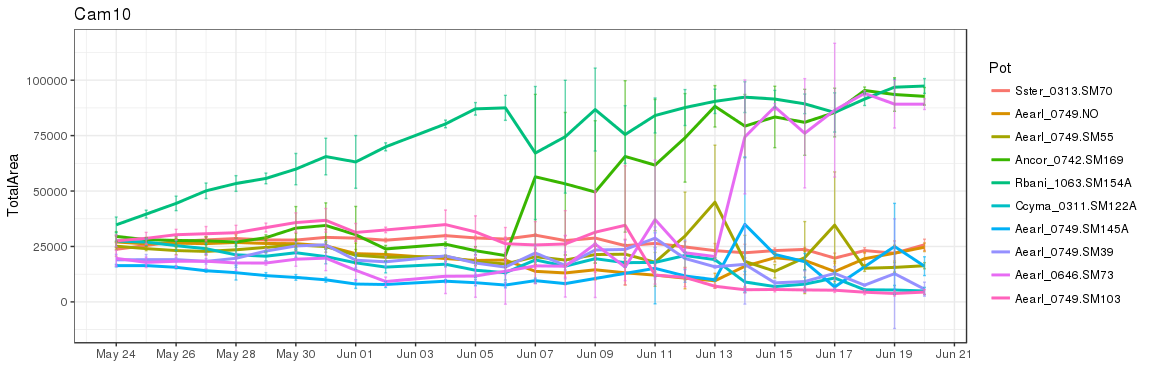 Cam10
TotalArea
100000
75000
50000
25000
0
May 24 May 26 May 28 May 30 Jun 01 Jun 03 Jun 05 Jun 07 Jun 09 Jun 11 Jun 13 Jun 15 Jun 17 Jun 19 Jun 21
Pot
Sster_0313.SM70
Aearl_0749.NO
Aearl_0749.SM55
Ancor_0742.SM169
Rbani_1063.SM154A
Ccyma_0311.SM122A
Aearl_0749.SM145A
Aearl_0749.SM39
Aearl_0646.SM73
Aearl_0749.SM103